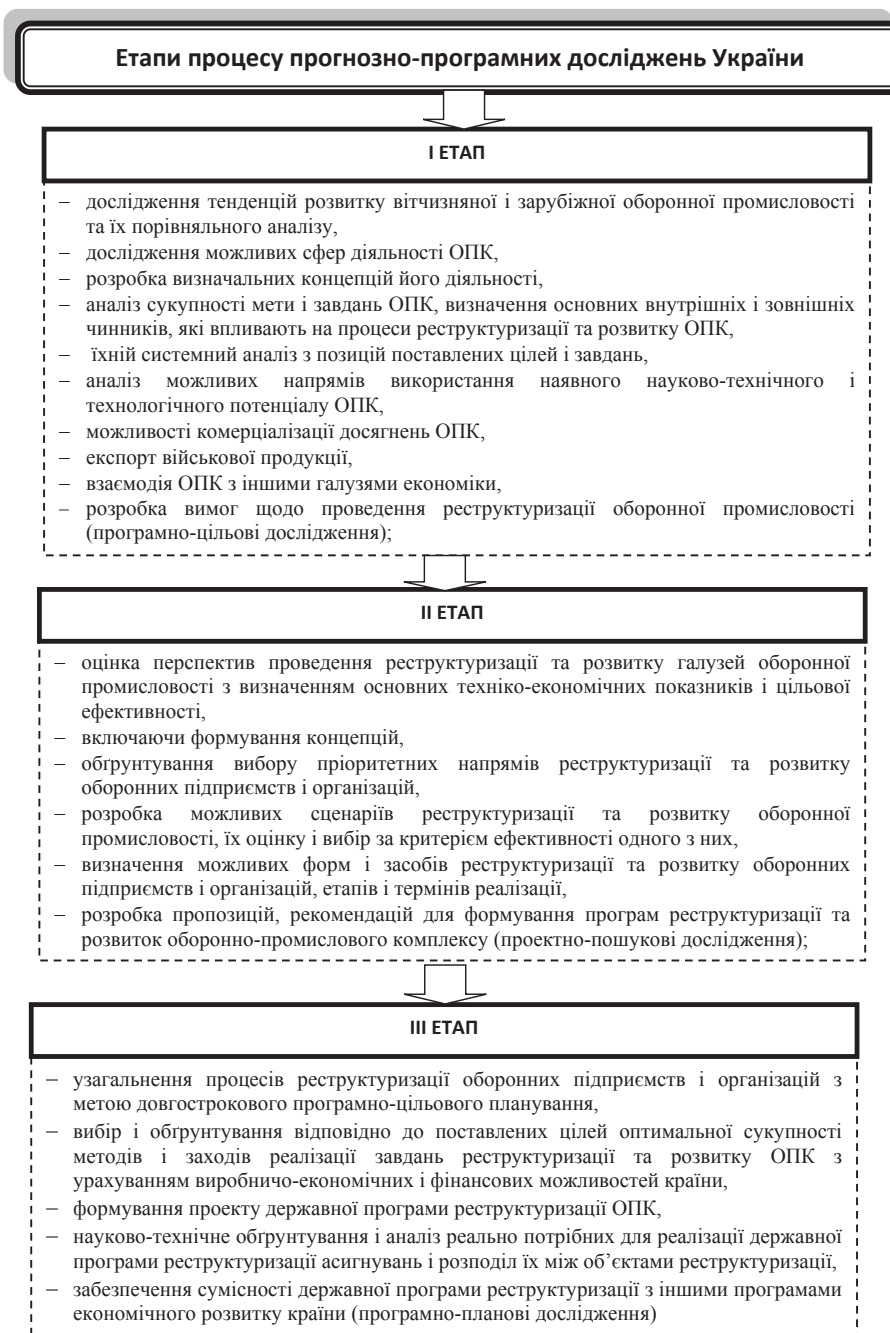 Етапи процесу прогнозно-програмних досліджень України
І ЕТАП
– дослідження тенденцій розвитку вітчизняної і зарубіжної оборонної промисловості
та їх порівняльного аналізу,
– дослідження можливих сфер діяльності ОПК,
– розробка визначальних концепцій його діяльності,
– аналіз сукупності мети і завдань ОПК, визначення основних внутрішніх і зовнішніх
чинників, які впливають на процеси реструктуризації та розвитку ОПК,
– їхній системний аналіз з позицій поставлених цілей і завдань,
– аналіз можливих напрямів використання наявного науково-технічного і
технологічного потенціалу ОПК,
– можливості комерціалізації досягнень ОПК,
– експорт військової продукції,
– взаємодія ОПК з іншими галузями економіки,
– розробка вимог щодо проведення реструктуризації оборонної промисловості
(програмно-цільові дослідження);
ІІ ЕТАП
– оцінка перспектив проведення реструктуризації та розвитку галузей оборонної
промисловості з визначенням основних техніко-економічних показників і цільової
ефективності,
– включаючи формування концепцій,
– обґрунтування вибору пріоритетних напрямів реструктуризації та розвитку
оборонних підприємств і організацій,
– розробка можливих сценаріїв реструктуризації та розвитку оборонної
промисловості, їх оцінку і вибір за критерієм ефективності одного з них,
– визначення можливих форм і засобів реструктуризації та розвитку оборонних
підприємств і організацій, етапів і термінів реалізації,
– розробка пропозицій, рекомендацій для формування програм реструктуризації та
розвиток оборонно-промислового комплексу (проектно-пошукові дослідження);
ІІІ ЕТАП
– узагальнення процесів реструктуризації оборонних підприємств і організацій з
метою довгострокового програмно-цільового планування,
– вибір і обґрунтування відповідно до поставлених цілей оптимальної сукупності
методів і заходів реалізації завдань реструктуризації та розвитку ОПК з
урахуванням виробничо-економічних і фінансових можливостей країни,
– формування проекту державної програми реструктуризації ОПК,
– науково-технічне обґрунтування і аналіз реально потрібних для реалізації державної
програми реструктуризації асигнувань і розподіл їх між об’єктами реструктуризації,
– забезпечення сумісності державної програми реструктуризації з іншими програмами
економічного розвитку країни (програмно-планові дослідження)